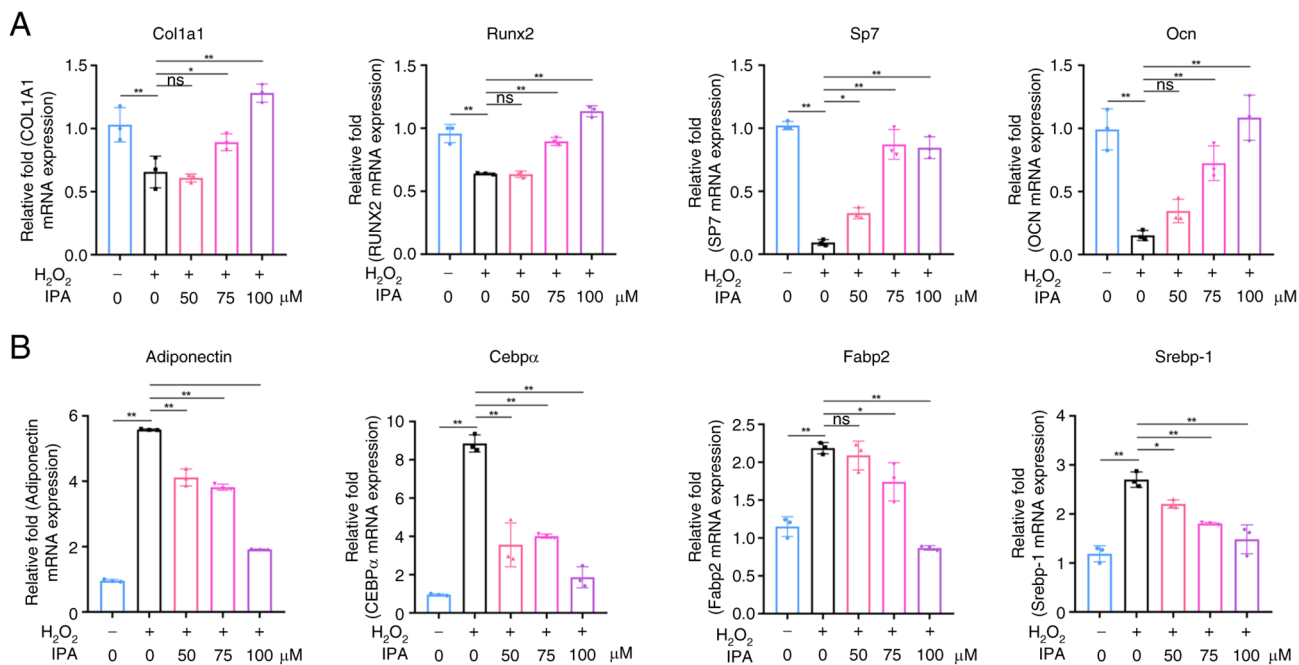 A
Col1a1
Runx2
Sp7
Ocn
Relative fold (COL1A1
mRNA expression)
1.5
1.0
0.5
0.0
**
ns
*
**
H2O2 – + + + +
IPA 0 0 50 75 100 μM
Relative fold
(RUNX2 mRNA expression)
1.5
1.0
0.5
0.0
**
ns
**
**
H2O2 – + + + +
IPA 0 0 50 75 100 μM
Relative fold
(SP7 mRNA expression)
1.5
1.0
0.5
0.0
**
*
**
**
H2O2 – + + + +
IPA 0 0 50 75 100 μM
Relative fold
(OCN mRNA expression)
1.5
1.0
0.5
0.0
**
ns
**
**
H2O2 – + + + +
IPA 0 0 50 75 100 μM
B
Adiponectin
Cebpα
Fabp2
Srebp-1
Relative fold (Adiponectin
mRNA expression)
6
4
2
0
**
**
**
H2O2 – + + + +
IPA 0 0 50 75 100 μM
Relative fold
(CEBPα mRNA expression)
10
8
6
4
2
0
**
**
**
**
H2O2 – + + + +
IPA 0 0 50 75 100 μM
Relative fold
(Fabp2 mRNA expression)
2.5
2.0
1.5
1.0
0.5
0.0
**
ns
*
**
H2O2 – + + + +
IPA 0 0 50 75 100 μM
Relative fold
(Srebp-1 mRNA expression)
4
3
2
1
0
**
*
**
**
H2O2 – + + + +
IPA 0 0 50 75 100 μM